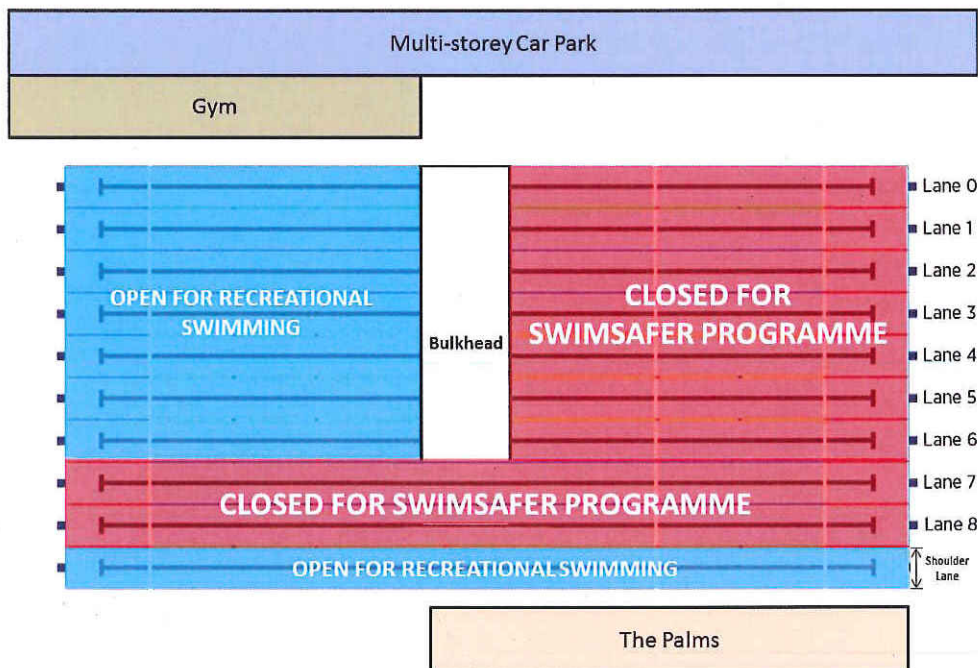 Multi-storey Car Park
Gym
Lane 0
Lane 1
Lane 2
OPEN FOR RECREATIONAL
SWIMMING
CLOSED FOR
SWIMSAFER PROGRAMME
Lane 3
Bulkhead
Lane 4
Lane 5
Lane 6
Lane 7
CLOSED FOR SWIMSAFER PROGRAMME
Lane 8
OPEN FOR RECREATIONAL SWIMMING
Shoulder
Lane
The Palms